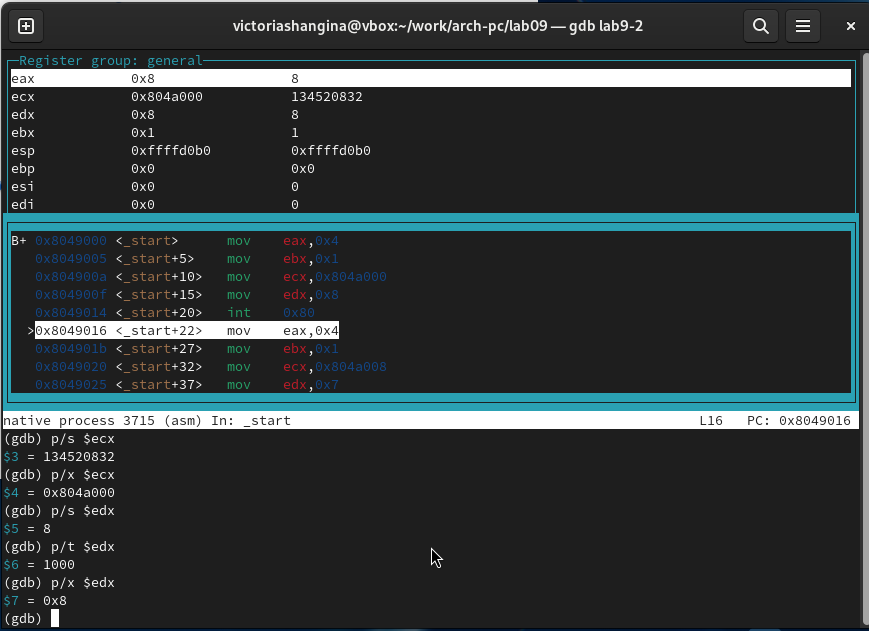 victoriashangina@vbox:~/work/arch-pc/lab09 — gdb lab9-2
Register group: general
eax 0x8 8
ecx 0x804a000 134520832
edx 0x8 8
ebx 0x1 1
esp 0xffffd0b0 0xffffd0b0
ebp 0x0 0x0
esi 0x0 0
edi 0x0 0
B+ 0x8049000 <_start> mov eax,0x4
0x8049005 <_start+5> mov ebx,0x1
0x804900a <_start+10> mov ecx,0x804a000
0x804900f <_start+15> mov edx,0x8
0x8049014 <_start+20> int 0x80
>0x8049016 <_start+22> mov eax,0x4
0x804901b <_start+27> mov ebx,0x1
0x8049020 <_start+32> mov ecx,0x804a008
0x8049025 <_start+37> mov edx,0x7
native process 3715 (asm) In: _start L16 PC: 0x8049016
(gdb) p/s $ecx
$3 = 134520832
(gdb) p/x $ecx
$4 = 0x804a000
(gdb) p/s $edx
$5 = 8
(gdb) p/t $edx
$6 = 1000
(gdb) p/x $edx
$7 = 0x8
(gdb)